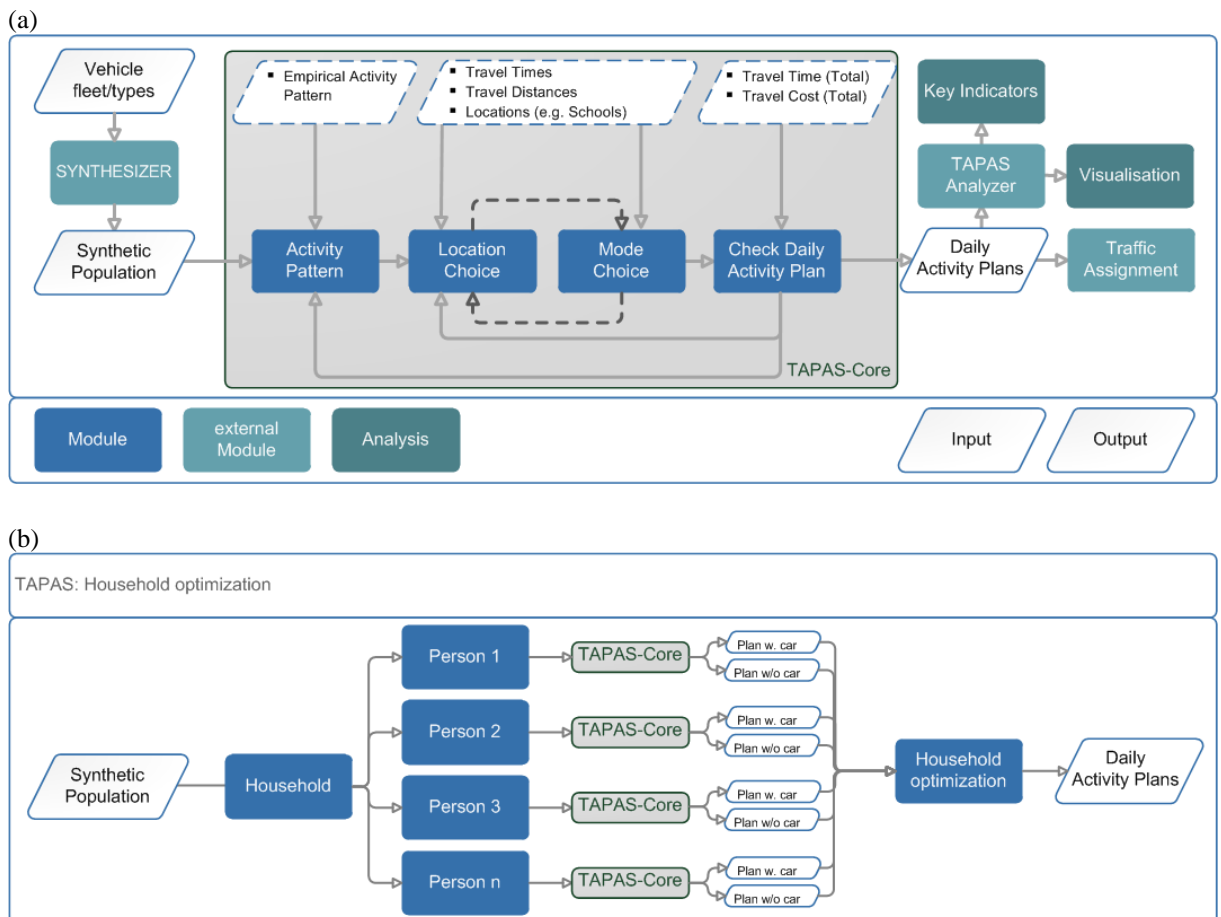 (a)
Vehicle
fleet/types
SYNTHESIZER
Synthetic
Population
▪ Empirical Activity
Pattern
▪ Travel Times
▪ Travel Distances
▪ Locations (e.g. Schools)
▪ Travel Time (Total)
▪ Travel Cost (Total)
Activity
Pattern
Location
Choice
Mode
Choice
Check Daily
Activity Plan
TAPAS-Core
Key Indicators
TAPAS
Analyzer
Visualisation
Daily
Activity Plans
Traffic
Assignment
Module
external
Module
Analysis
Input
Output
(b)
TAPAS: Household optimization
Synthetic
Population
Household
Person 1
TAPAS-Core
Plan w. car
Plan w/o car
Person 2
TAPAS-Core
Plan w. car
Plan w/o car
Person 3
TAPAS-Core
Plan w. car
Plan w/o car
Person n
TAPAS-Core
Plan w. car
Plan w/o car
Household
optimization
Daily
Activity Plans